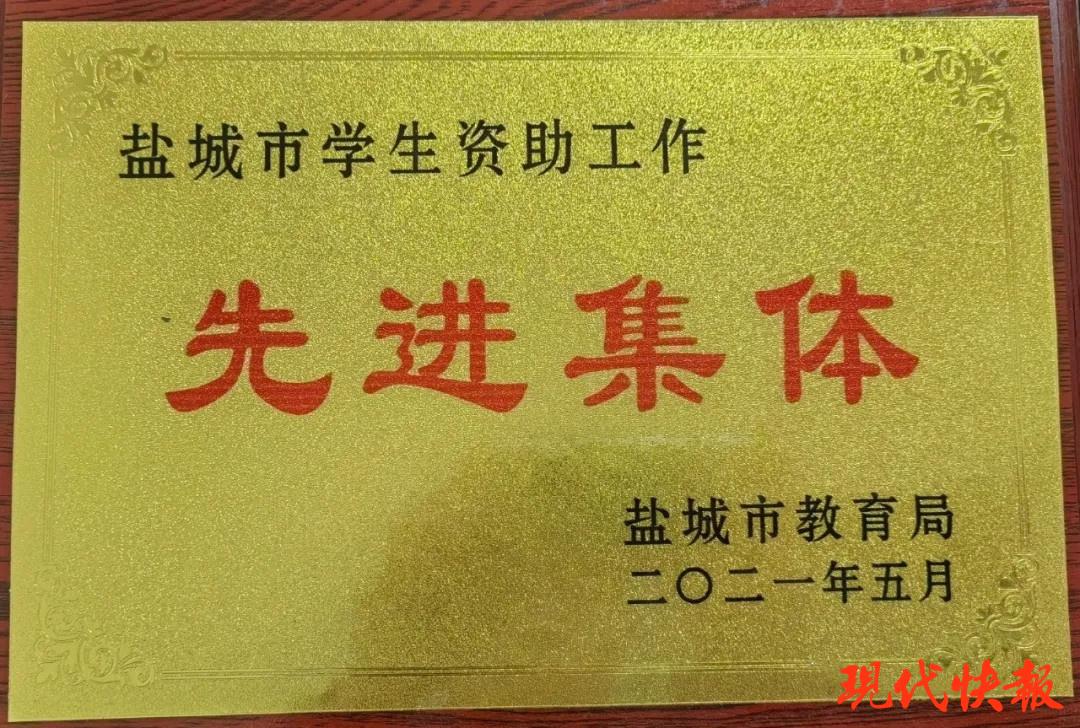 盐城市学生资助工作
先进集体
盐城市教育局
二〇二一年五月
现代快報